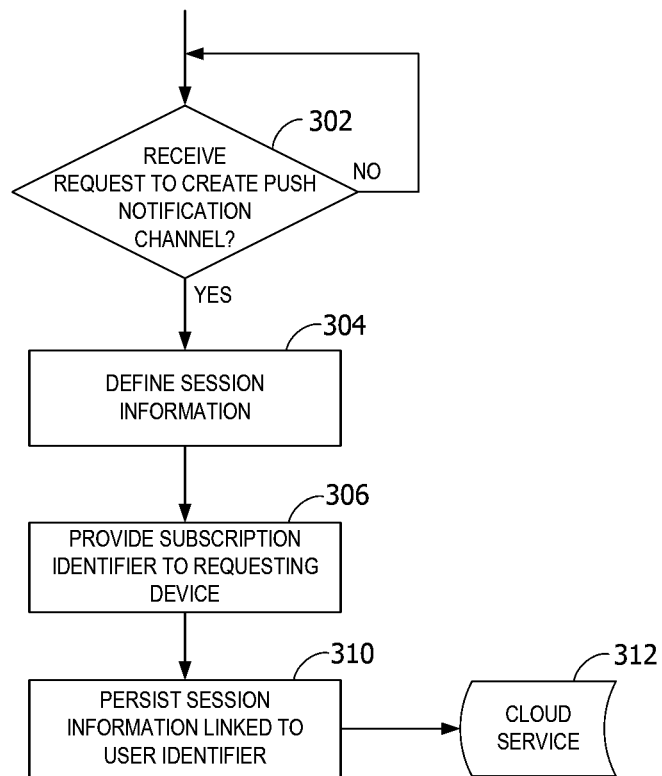 302
RECEIVE
REQUEST TO CREATE PUSH
NOTIFICATION
CHANNEL?
NO
YES
304
DEFINE SESSION
INFORMATION
306
PROVIDE SUBSCRIPTION
IDENTIFIER TO REQUESTING
DEVICE
310
PERSIST SESSION
INFORMATION LINKED TO
USER IDENTIFIER
312
CLOUD
SERVICE